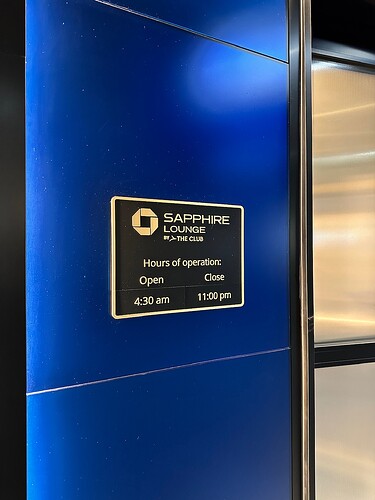 SAPPHIRE
LOUNGE
BY THE CLUB
Hours of operation:
Open Close
4:30 am 11:00 pm